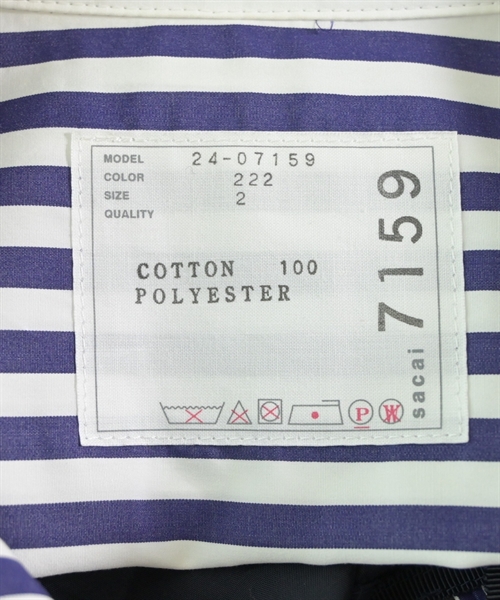 MODEL 24-07159
COLOR 222
SIZE 2
QUALITY
COTTON 100
POLYESTER
P
W
sacai 7159